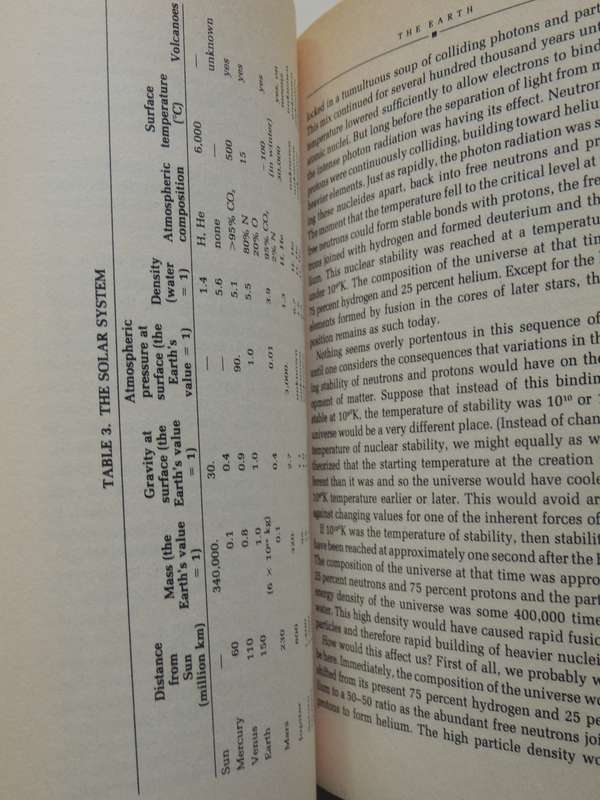 TABLE 3. THE SOLAR SYSTEM
Distance from Sun (million km) Mass (the Earth's value = 1) Gravity at surface (the Earth's value = 1) Atmospheric pressure at surface (the Earth's value = 1) Density (water = 1) Atmospheric composition Surface temperature (°C) Volcanoes
Sun — 340,000. 30. — 1.4 H, He 6,000 —
Mercury 60 0.1 0.4 — 5.6 none — unknown
Venus 110 0.8 0.9 90. 5.1 >95% CO₂ 500 yes
Earth 150 1.0 1.0 1.0 5.5 80% N 15 yes
(6 × 10²⁴ kg) 20% O
Mars 230 0.1 0.4 0.01 3.9 95% CO₂ −100 yes
2% N (in winter)
THE EARTH
locked in a tumultuous soup of colliding photons and part
This mix continued for several hundred thousand years unt
temperature lowered sufficiently to allow electrons to bind
atomic nuclei. But long before the separation of light from m
the intense photon radiation was having its effect. Neutron
protons were continuously colliding, building toward heliu
heavier elements. Just as rapidly, the photon radiation was s
ing these nuclides apart, back into free neutrons and pr
The moment that the temperature fell to the critical level at
free neutrons could form stable bonds with protons, the fre
trons joined with hydrogen and formed deuterium and th
lium. This nuclear stability was reached at a temperatur
under 10⁹K. The composition of the universe at that tim
75 percent hydrogen and 25 percent helium. Except for the
elements formed by fusion in the cores of later stars, th
position remains as such today.
Nothing seems overly portentous in this sequence of
until one considers the consequences that variations in th
ing stability of neutrons and protons would have on the
opment of matter. Suppose that instead of this bindin
stable at 10⁹K, the temperature of stability was 10¹⁰ or 1
universe would be a very different place. (Instead of chan
temperature of nuclear stability, we might equally as w
theorized that the starting temperature at the creation
ferent than it was and so the universe would have coole
10⁹K temperature earlier or later. This would avoid ar
against changing values for one of the inherent forces of
If 10¹⁰K was the temperature of stability, then stabilit
have been reached at approximately one second after the B
The composition of the universe at that time was appro
25 percent neutrons and 75 percent protons and the part
energy density of the universe was some 400,000 time
water. This high density would have caused rapid fusio
particles and therefore rapid building of heavier nuclei
How would this affect us? First of all, we probably w
be here. Immediately, the composition of the universe wo
shifted from its present 75 percent hydrogen and 25 pe
lium to a 50–50 ratio as the abundant free neutrons joi
protons to form helium. The high particle density wo